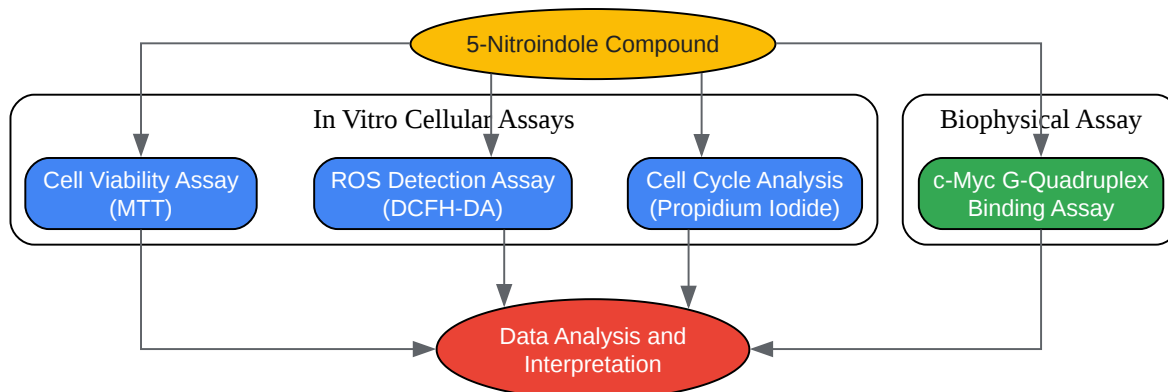 5-Nitroindole Compound
In Vitro Cellular Assays
Biophysical Assay
Cell Viability Assay
(MTT)
ROS Detection Assay
(DCFH-DA)
Cell Cycle Analysis
(Propidium Iodide)
c-Myc G-Quadruplex
Binding Assay
Data Analysis and
Interpretation